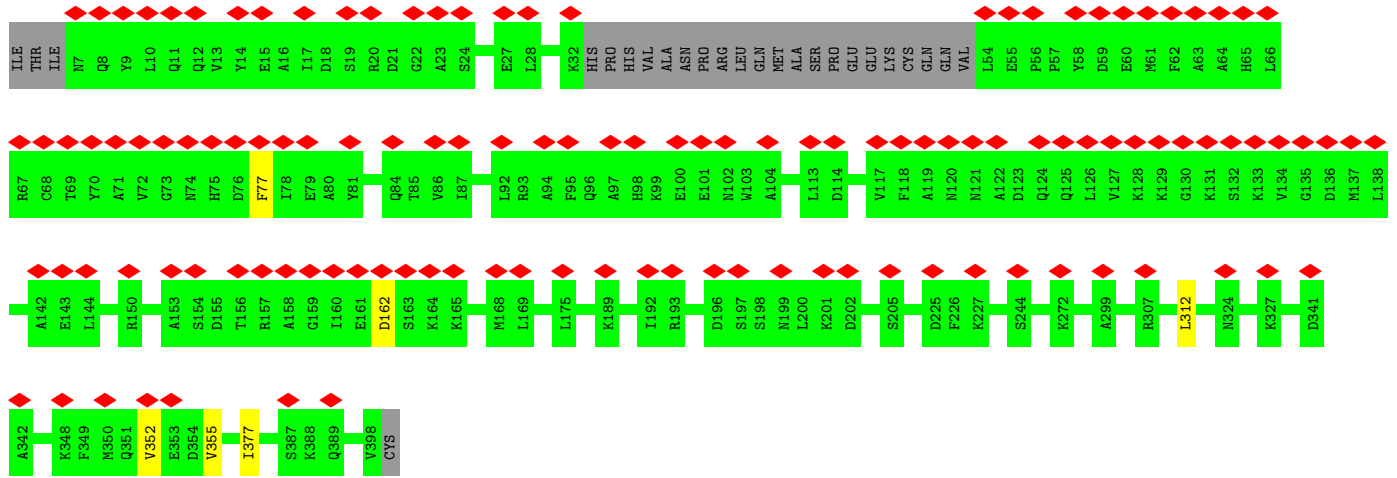 ILE THR ILE N7 Q8 Y9 L10 Q11 Q12 V13 Y14 E15 A16 I17 D18 S19 R20 D21 G22 A23 S24 E27 L28 K32 HIS PRO HIS VAL ALA ASN PRO ARG LEU GLN MET ALA SER PRO GLU GLU LYS CYS GLN GLN VAL L54 E55 P56 P57 Y58 D59 E60 M61 F62 A63 A64 H65 L66
R67 C68 T69 Y70 A71 V72 G73 N74 H75 D76 F77 I78 E79 A80 Y81 Q84 T85 V86 I87 L92 R93 A94 F95 Q96 A97 H98 K99 E100 E101 N102 W103 A104 L113 D114 V117 F118 A119 N120 N121 A122 D123 Q124 Q125 L126 V127 K128 K129 G130 K131 S132 K133 V134 G135 D136 M137 L138
A142 E143 L144 R150 A153 S154 D155 T156 R157 A158 G159 I160 E161 D162 S163 K164 K165 M168 L169 L175 K189 I192 R193 D196 S197 S198 N199 L200 K201 D202 S205 D225 F226 K227 S244 K272 A299 R307 L312 N324 K327 D341
A342 K348 F349 M350 Q351 V352 E353 D354 V355 I377 S387 K388 Q389 V398 CYS